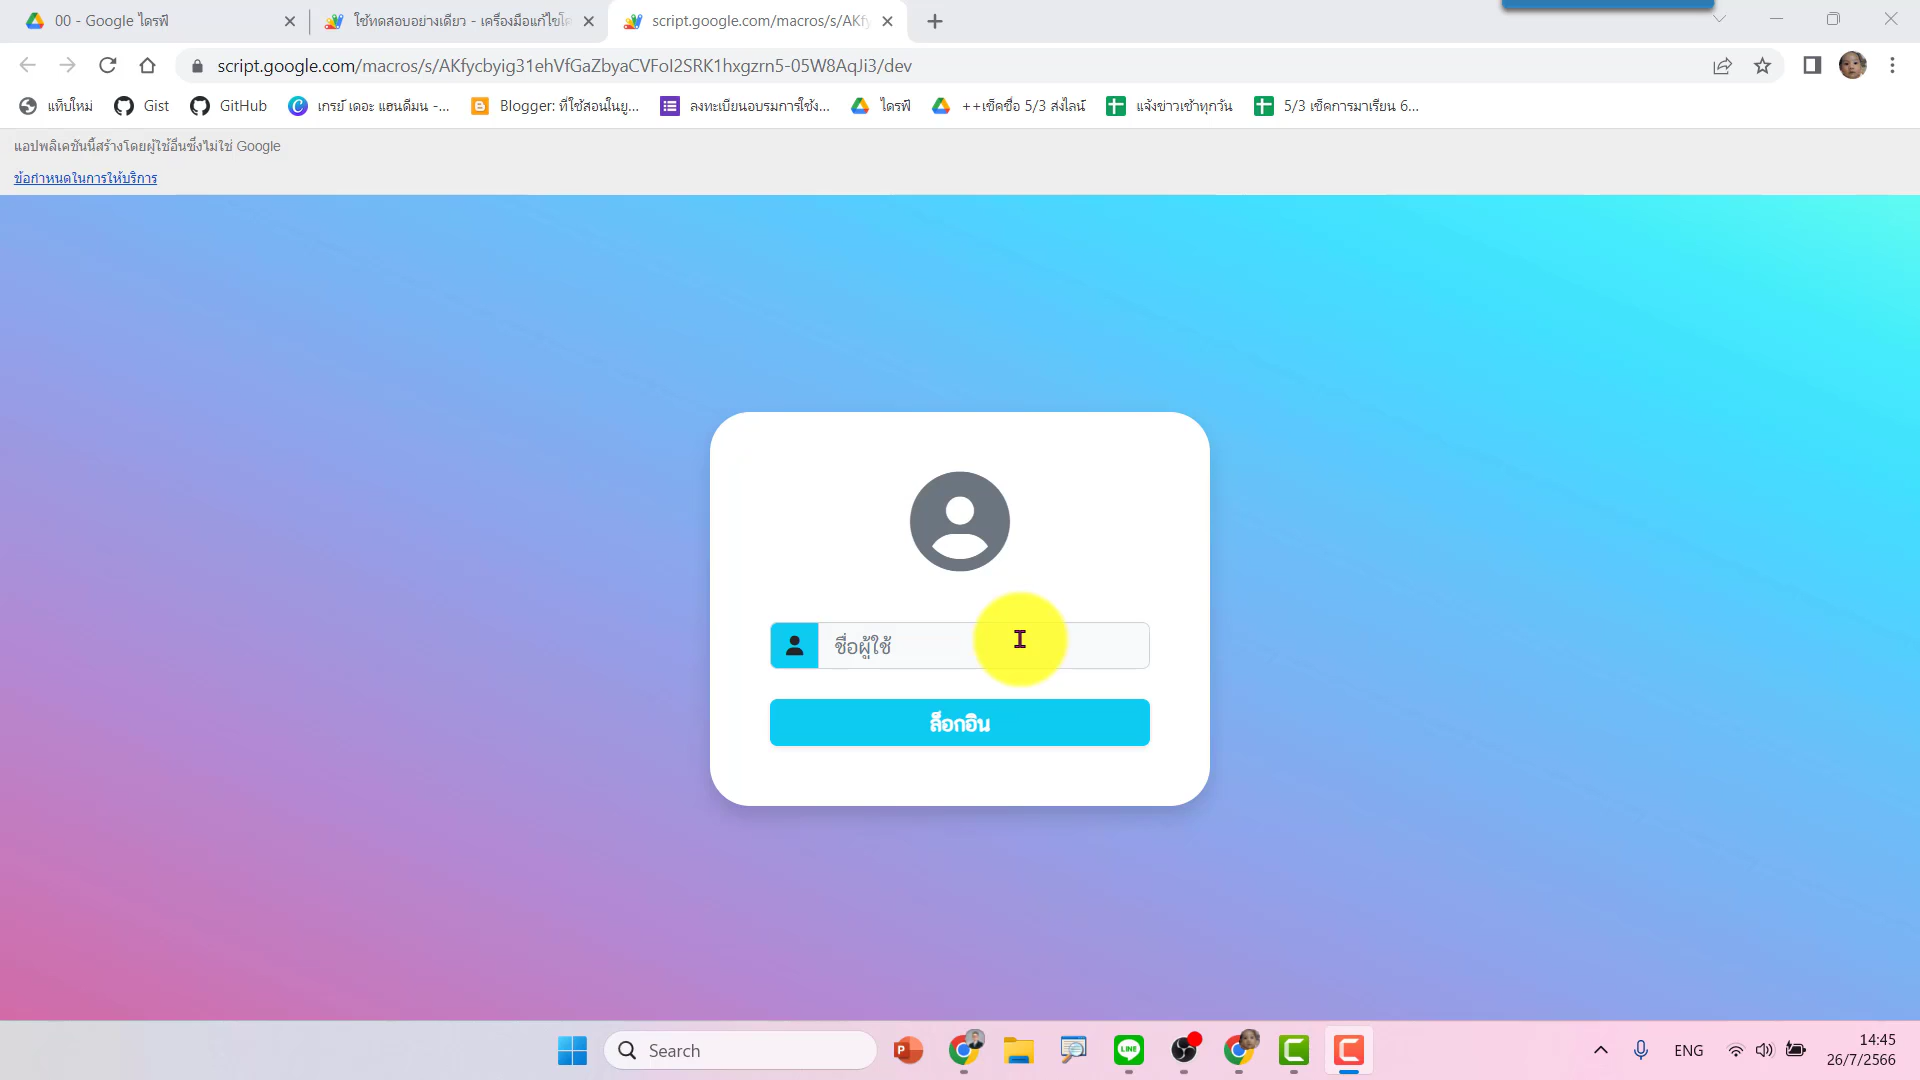 00 - Google ไดรฟ์
ใช้ทดสอบอย่างเดียว - เครื่องมือแก้ไขโค
script.google.com/macros/s/AKfy
script.google.com/macros/s/AKfycbyig31ehVfGaZbyaCVFoI2SRK1hxgzrn5-05W8AqJi3/dev
แท็บใหม่
Gist
GitHub
เกรย์ เดอะ แฮนดีมน -...
Blogger: ที่ใช้สอนในยู...
ลงทะเบียนอบรมการใช้ง...
ไดรฟ์
++เช็คชื่อ 5/3 ส่งไลน์
แจ้งข่าวเช้าทุกวัน
5/3 เช็คการมาเรียน 6...
แอปพลิเคชันนี้สร้างโดยผู้ใช้อื่นซึ่งไม่ใช่ Google
ข้อกำหนดในการให้บริการ
ชื่อผู้ใช้
ล็อกอิน
Search
LINE
ENG
14:45
26/7/2566